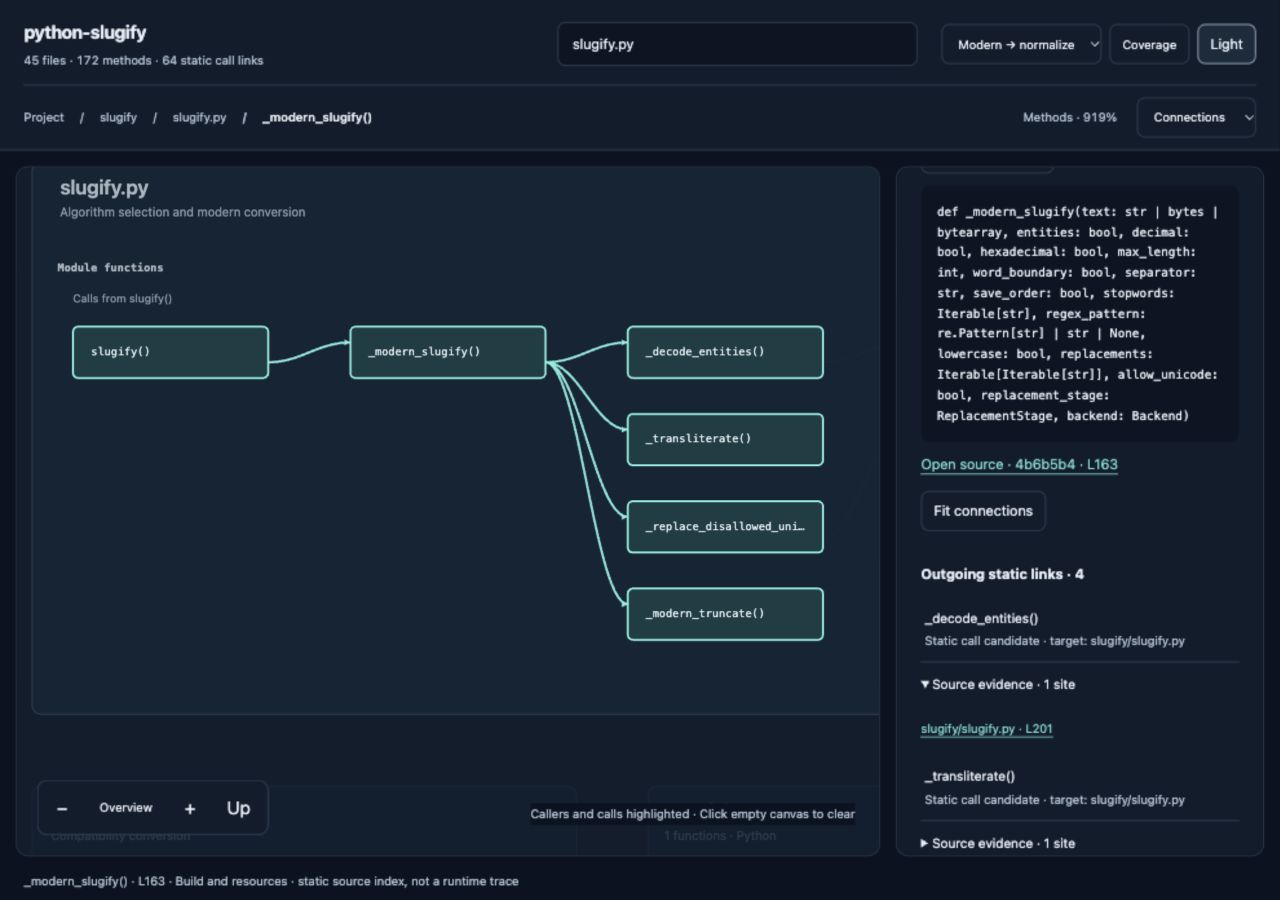 python-slugify
45 files · 172 methods · 64 static call links
slugify.py
Modern → normalize
Coverage
Light
Project / slugify / slugify.py / _modern_slugify()
Methods · 919%
Connections
slugify.py
Algorithm selection and modern conversion
Module functions
Calls from slugify()
slugify()
_modern_slugify()
_decode_entities()
_transliterate()
_replace_disallowed_uni…
_modern_truncate()
− Overview + Up
Compatibility conversion
Callers and calls highlighted · Click empty canvas to clear
1 functions · Python
def _modern_slugify(text: str | bytes |
bytearray, entities: bool, decimal:
bool, hexadecimal: bool, max_length:
int, word_boundary: bool, separator:
str, save_order: bool, stopwords:
Iterable[str], regex_pattern:
re.Pattern[str] | str | None,
lowercase: bool, replacements:
Iterable[Iterable[str]], allow_unicode:
bool, replacement_stage:
ReplacementStage, backend: Backend)
Open source · 4b6b5b4 · L163
Fit connections
Outgoing static links · 4
_decode_entities()
Static call candidate · target: slugify/slugify.py
▼ Source evidence · 1 site
slugify/slugify.py · L201
_transliterate()
Static call candidate · target: slugify/slugify.py
▶ Source evidence · 1 site
_modern_slugify() · L163 · Build and resources · static source index, not a runtime trace